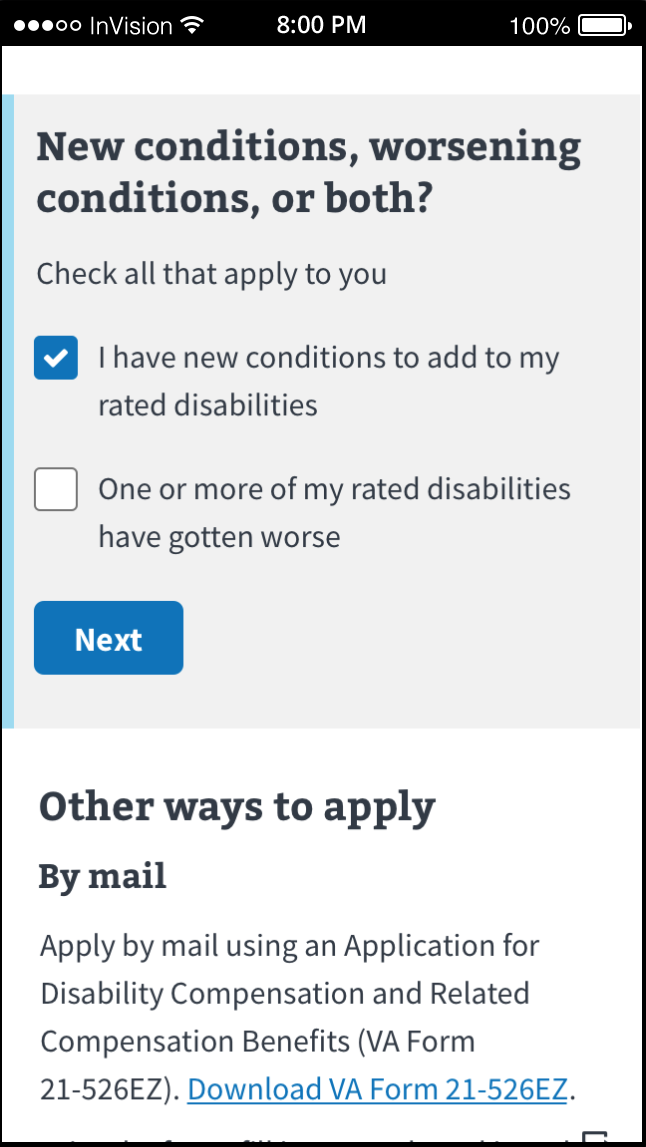 InVision 8:00 PM 100%
New conditions, worsening
conditions, or both?
Check all that apply to you
I have new conditions to add to my
rated disabilities
One or more of my rated disabilities
have gotten worse
Next
Other ways to apply
By mail
Apply by mail using an Application for
Disability Compensation and Related
Compensation Benefits (VA Form
21-526EZ). Download VA Form 21-526EZ.